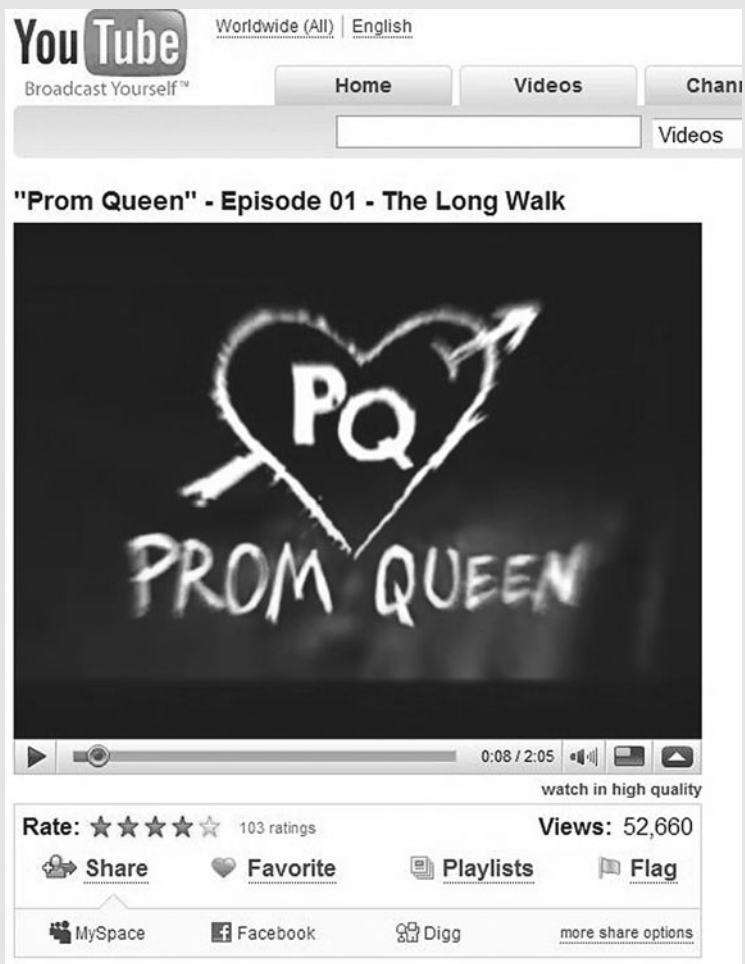 You Tube
Worldwide (All) | English
Broadcast Yourself™
Home Videos Chann
Videos
"Prom Queen" - Episode 01 - The Long Walk
PQ
PROM QUEEN
0:08 / 2:05
watch in high quality
Rate: 103 ratings Views: 52,660
Share Favorite Playlists Flag
MySpace Facebook Digg more share options